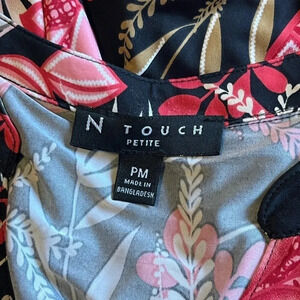 N TOUCH
PETITE
PM
MADE IN
BANGLADESH